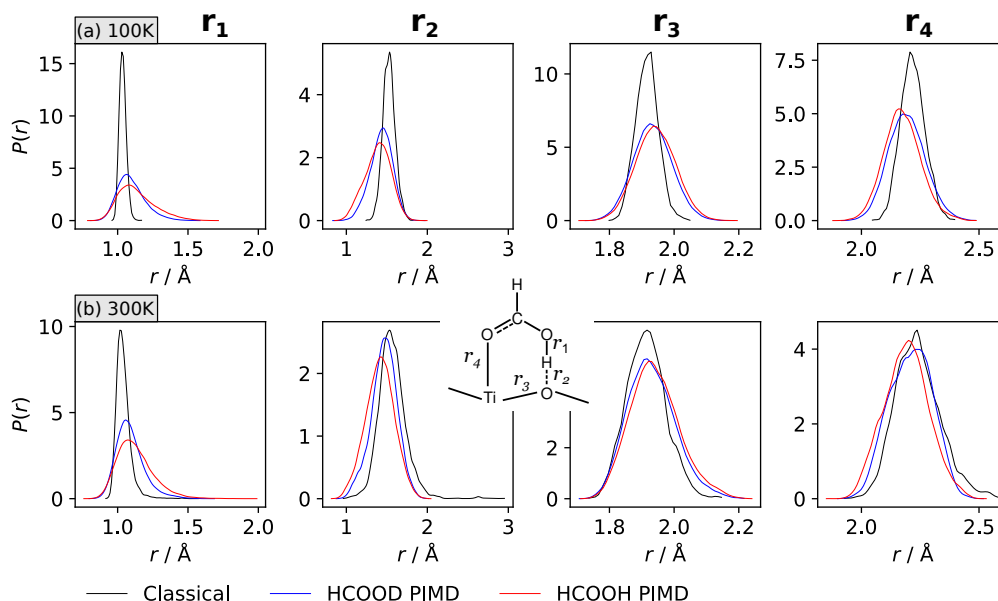 r1 r2 r3 r4
(a) 100K
P(r)
15
10
5
0
1.0 1.5 2.0
r / Å
4
2
0
1 2 3
r / Å
10
5
0
1.8 2.0 2.2
r / Å
7.5
5.0
2.5
0.0
2.0 2.5
r / Å
(b) 300K
P(r)
10
5
0
1.0 1.5 2.0
r / Å
2
1
0
1 2 3
r / Å
H
O C O
r4 r1
H
r3 r2
Ti O
2
0
1.8 2.0 2.2
r / Å
4
2
0
2.0 2.5
r / Å
Classical HCOOD PIMD HCOOH PIMD